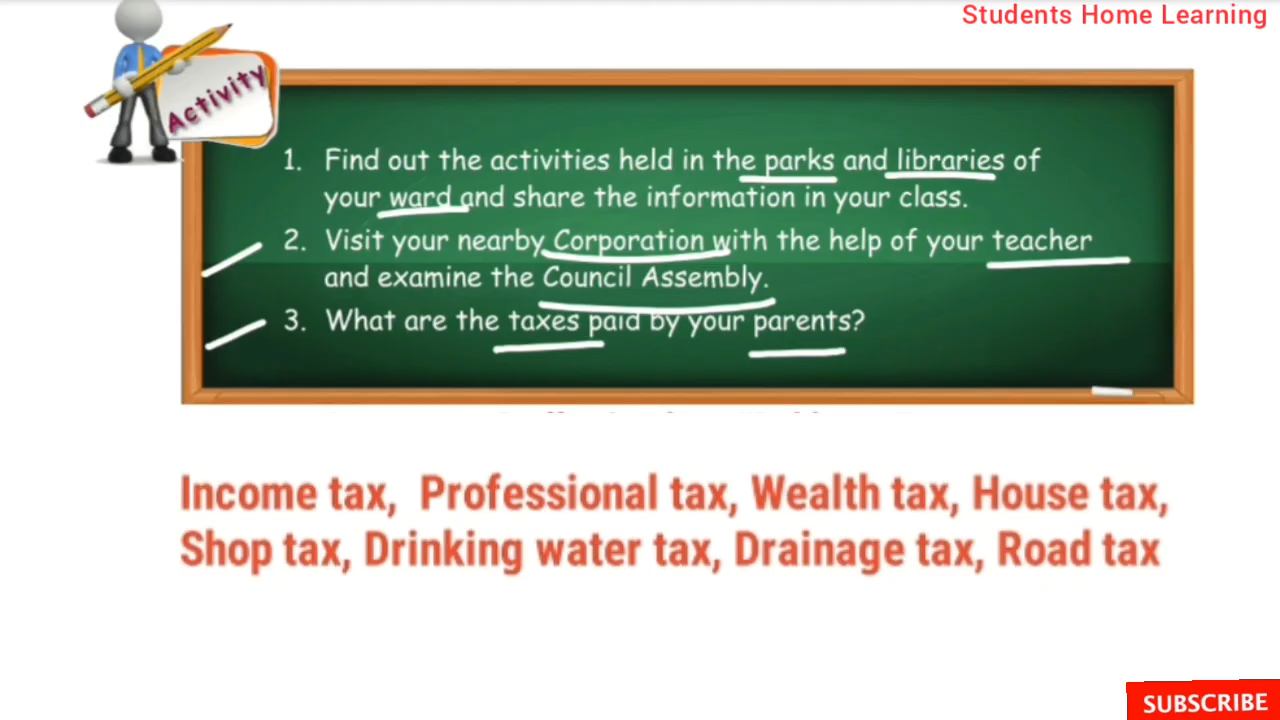 Students Home Learning
Activity
1. Find out the activities held in the parks and libraries of
your ward and share the information in your class.
2. Visit your nearby Corporation with the help of your teacher
and examine the Council Assembly.
3. What are the taxes paid by your parents?
Income tax, Professional tax, Wealth tax, House tax,
Shop tax, Drinking water tax, Drainage tax, Road tax
SUBSCRIBE